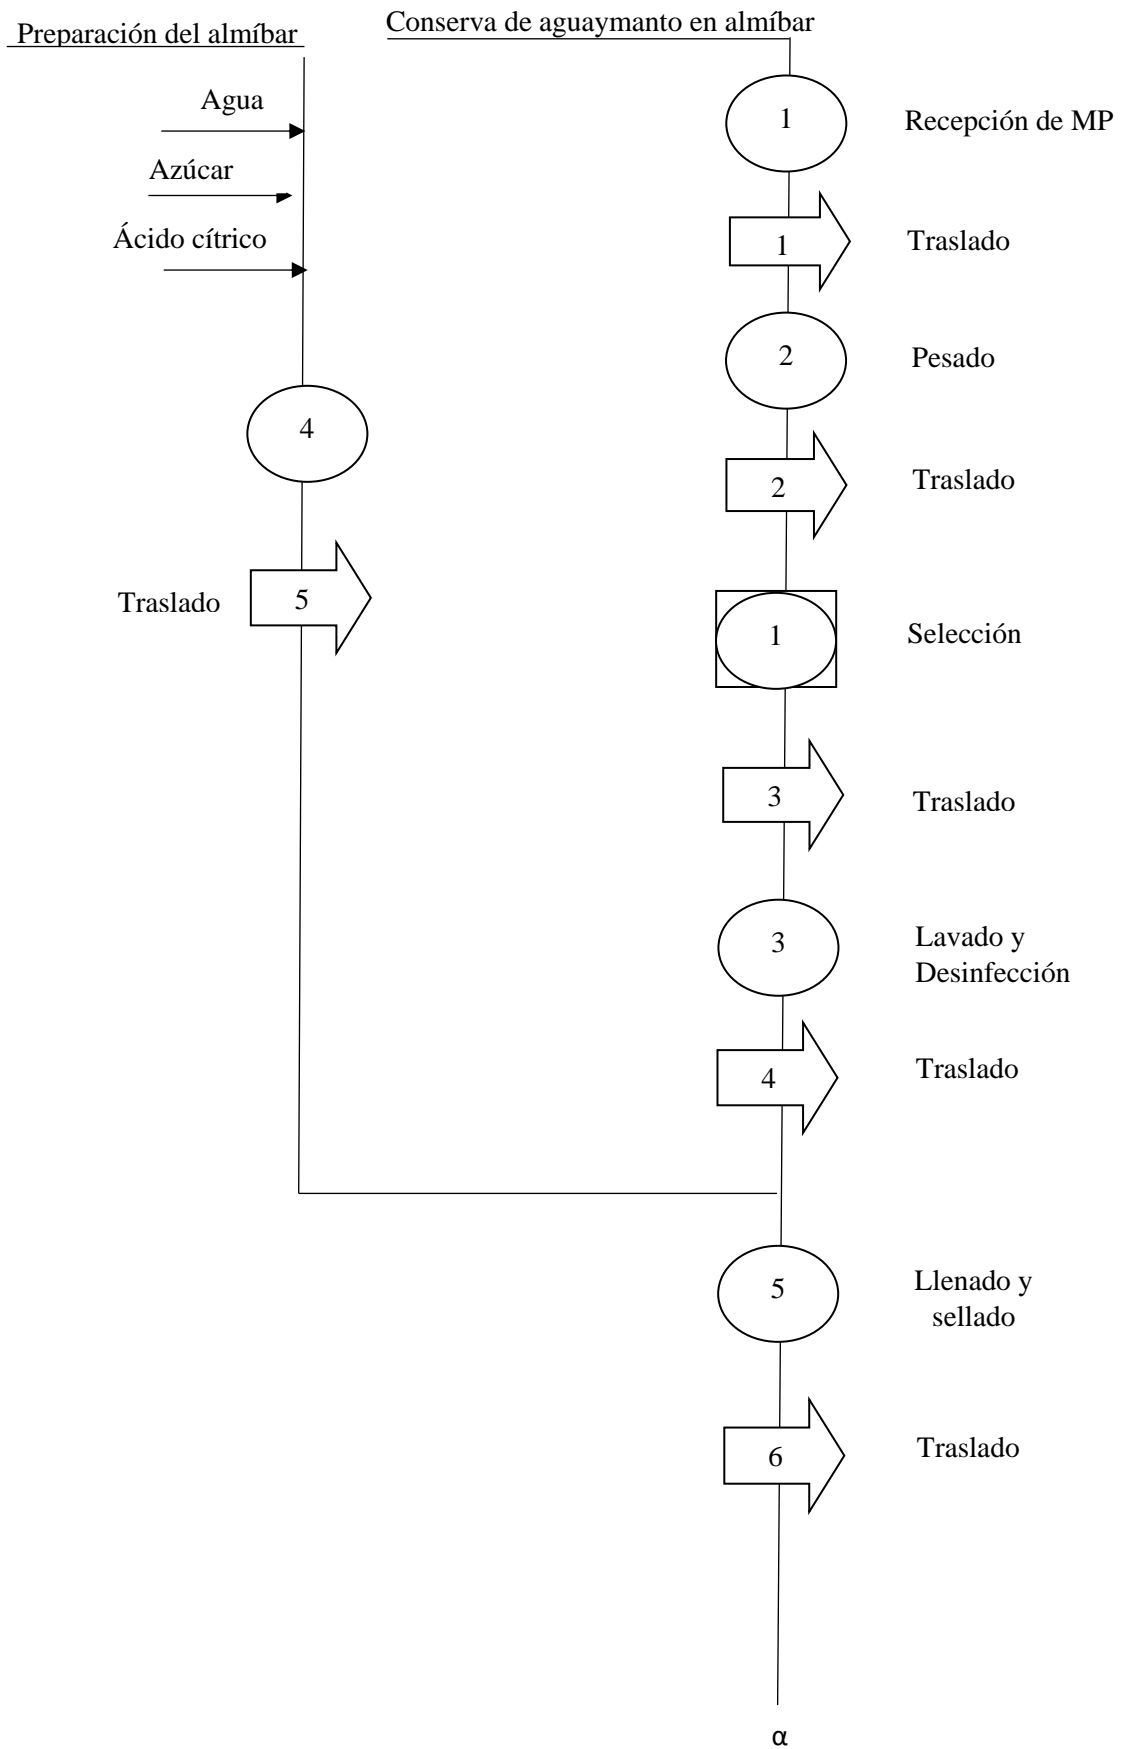 Preparación del almíbar
Conserva de aguaymanto en almíbar
Agua
Azúcar
Ácido cítrico
4
Traslado
5
1
Recepción de MP
1
Traslado
2
Pesado
2
Traslado
1
Selección
3
Traslado
3
Lavado y
Desinfección
4
Traslado
5
Llenado y
sellado
6
Traslado
α